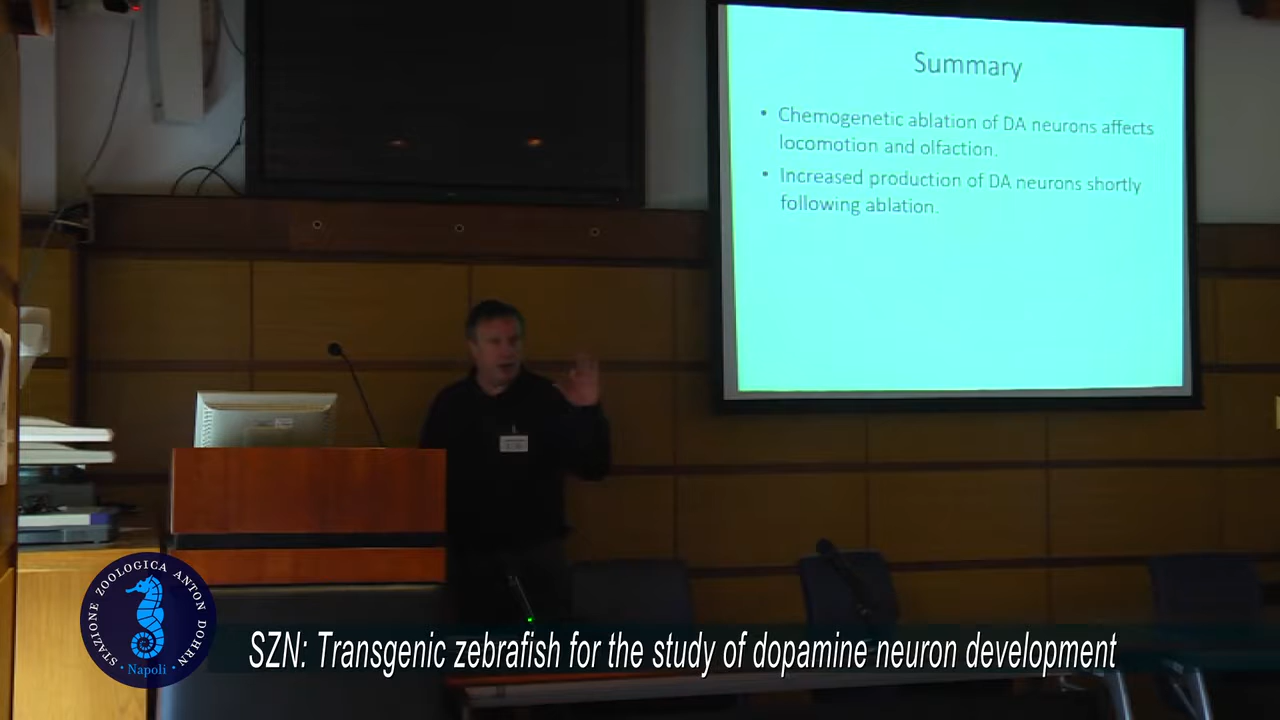 Summary
• Chemogenetic ablation of DA neurons affects
locomotion and olfaction.
• Increased production of DA neurons shortly
following ablation.
STAZIONE ZOOLOGICA ANTON DOHRN
• Napoli •
SZN: Transgenic zebrafish for the study of dopamine neuron development